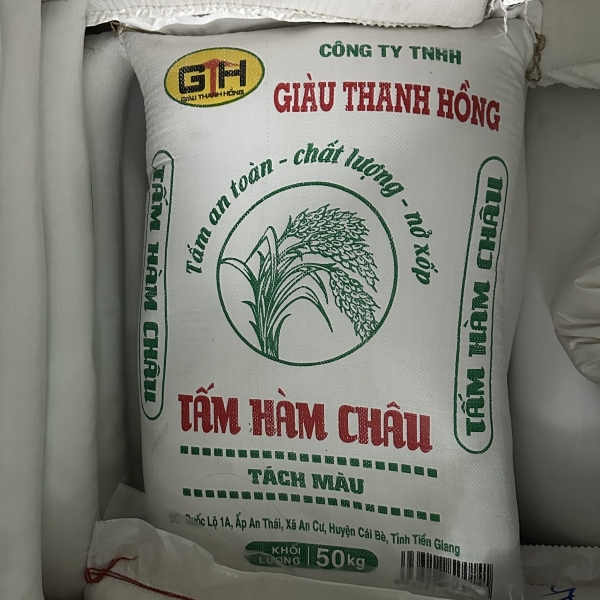 GTH
GIÀU THANH HỒNG
CÔNG TY TNHH
GIÀU THANH HỒNG
Tấm an toàn - chất lượng - nở xốp
TẤM HÀM CHÂU
TẤM HÀM CHÂU
TẤM HÀM CHÂU
TÁCH MÀU
Quốc Lộ 1A, Ấp An Thái, Xã An Cư, Huyện Cái Bè, Tỉnh Tiền Giang
KHỐI LƯỢNG 50kg